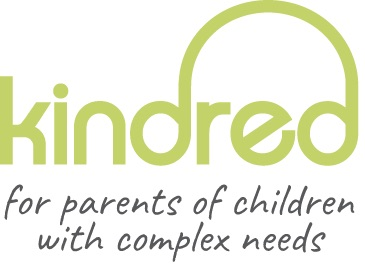 kindred
for parents of children
with complex needs